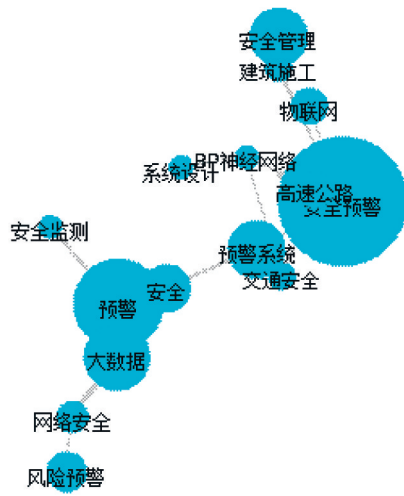 安全管理
建筑施工
物联网
BP神经网络
系统设计
高速公路
安全预警
安全监测
预警系统
交通安全
安全
预警
大数据
网络安全
风险预警